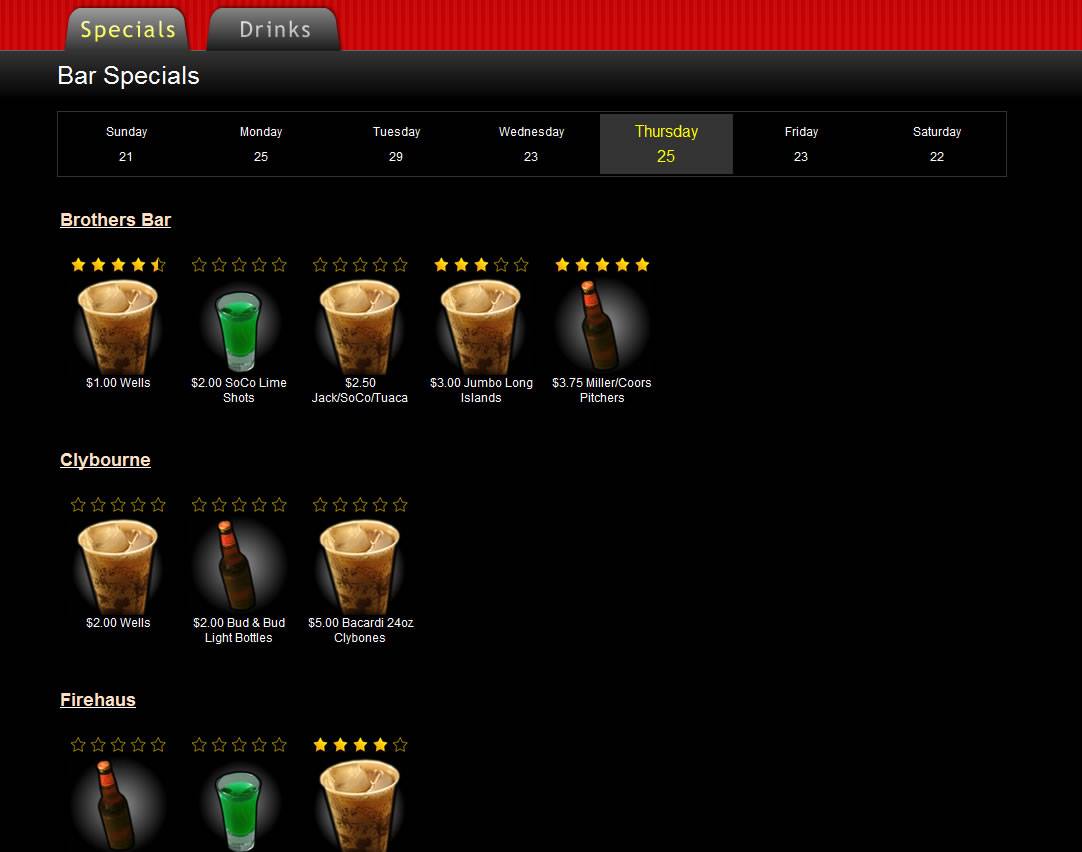 Specials
Drinks
Bar Specials
Sunday
Monday
Tuesday
Wednesday
Thursday
Friday
Saturday
21
25
29
23
25
23
22
Brothers Bar
$1.00 Wells
$2.00 SoCo Lime
Shots
$2.50
Jack/SoCo/Tuaca
$3.00 Jumbo Long
Islands
$3.75 Miller/Coors
Pitchers
Clybourne
$2.00 Wells
$2.00 Bud & Bud
Light Bottles
$5.00 Bacardi 24oz
Clybones
Firehaus